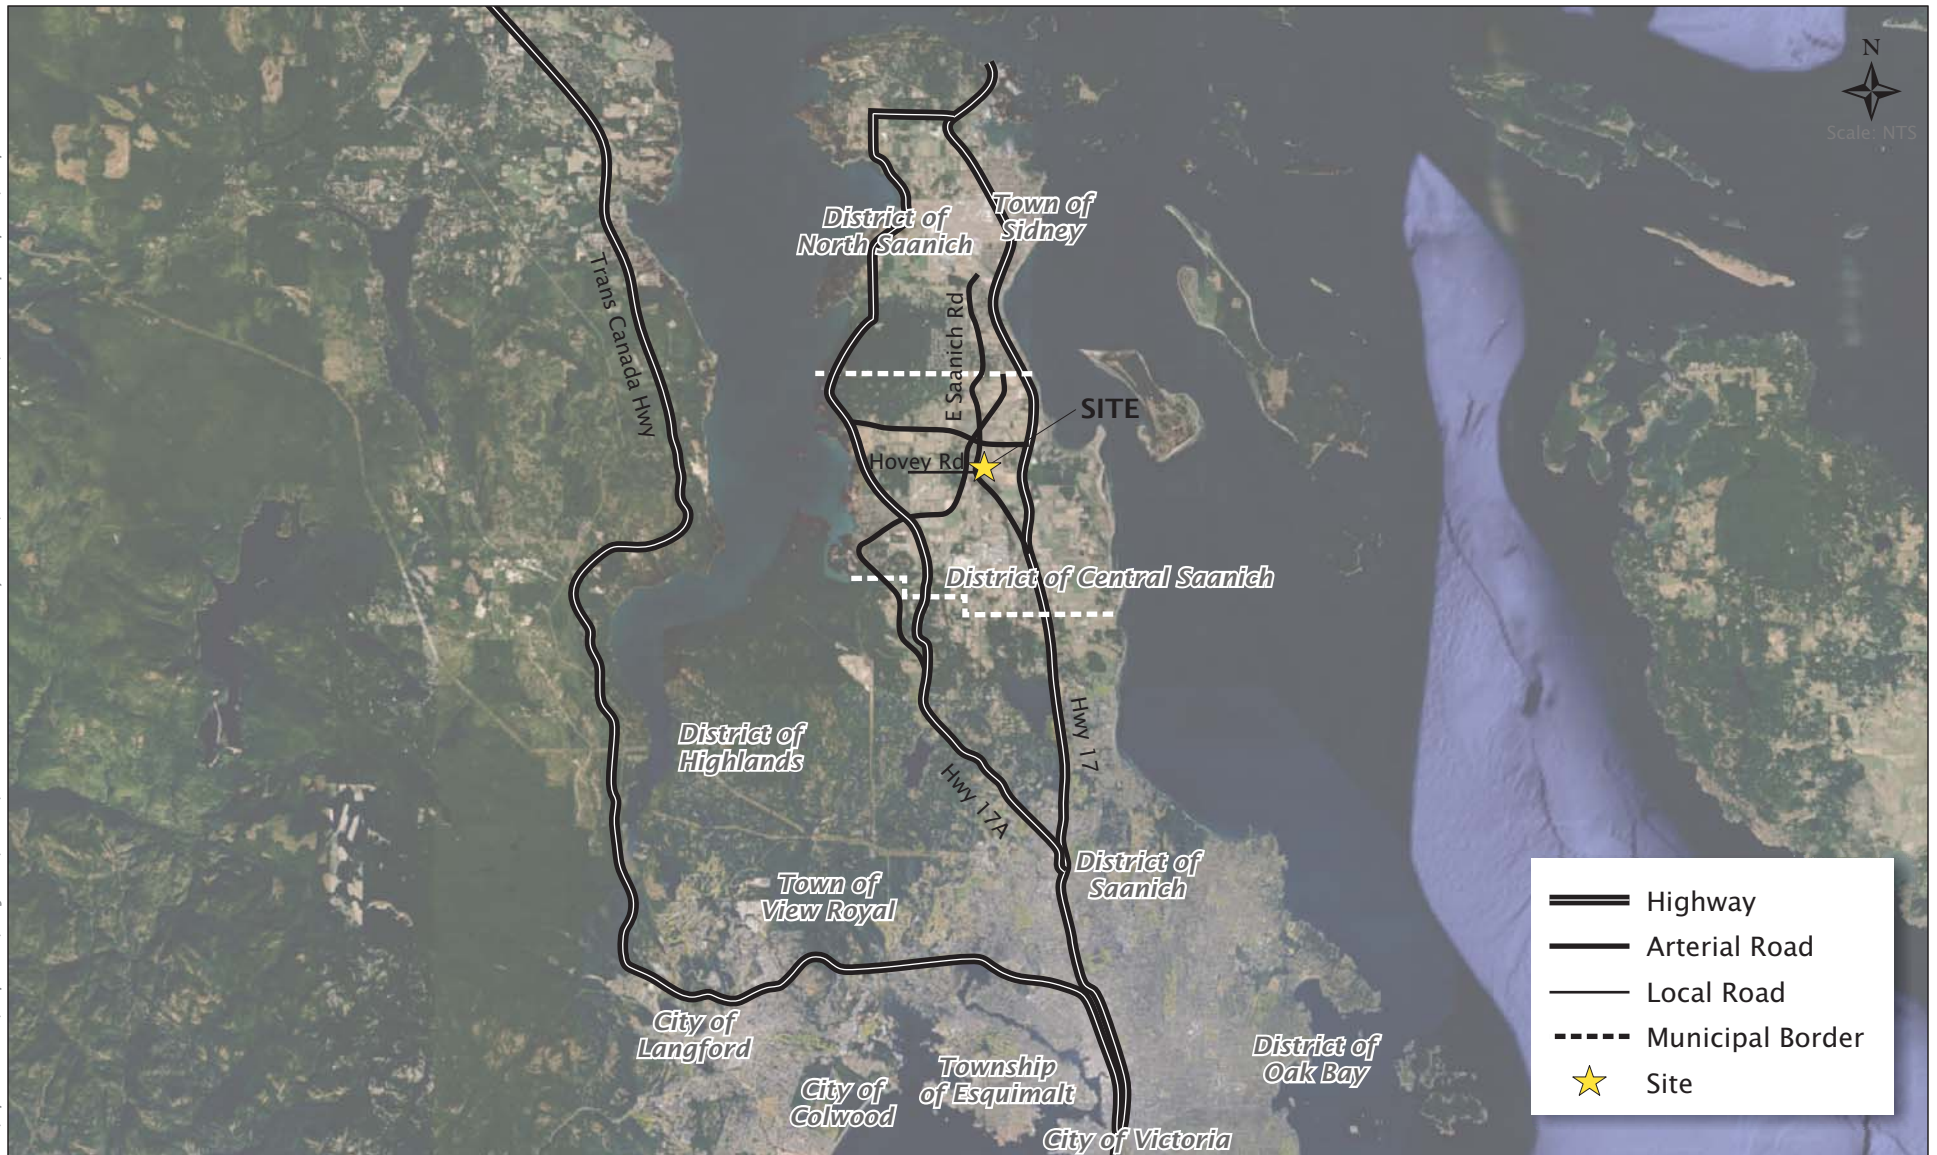 N
Scale: NTS
District of
North Saanich
Town of
Sidney
Trans Canada Hwy
E Saanich Rd
SITE
Hovey Rd
District of Central Saanich
District of
Highlands
Hwy 17
Hwy 17A
District of
Saanich
Town of
View Royal
City of
Langford
City of
Colwood
Township
of Esquimalt
District of
Oak Bay
City of Victoria
Highway
Arterial Road
Local Road
Municipal Border
Site